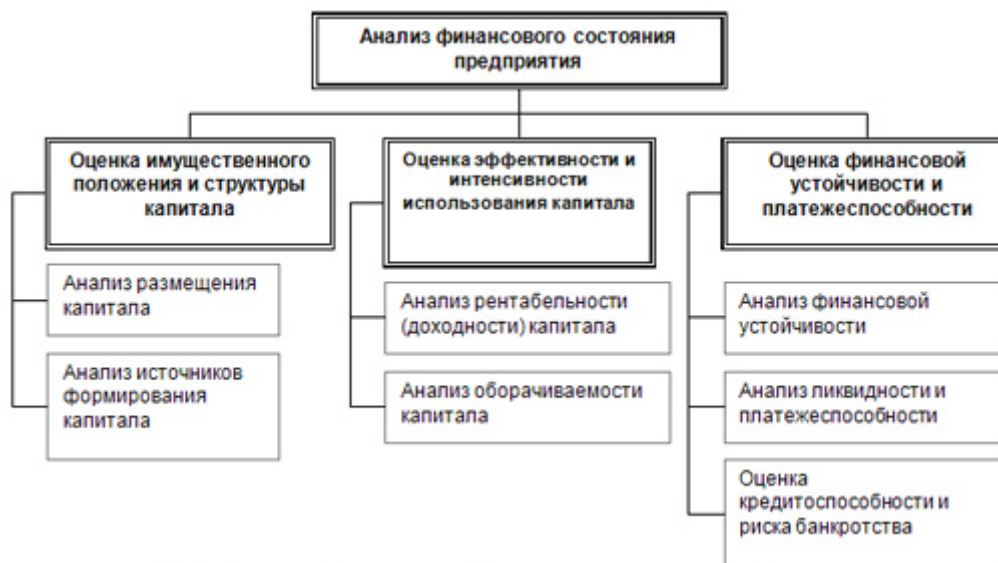 Анализ финансового состояния
предприятия
Оценка имущественного
положения и структуры
капитала
Анализ размещения
капитала
Анализ источников
формирования
капитала
Оценка эффективности и
интенсивности
использования капитала
Анализ рентабельности
(доходности) капитала
Анализ оборачиваемости
капитала
Оценка финансовой
устойчивости и
платежеспособности
Анализ финансовой
устойчивости
Анализ ликвидности и
платежеспособности
Оценка
кредитоспособности и
риска банкротства